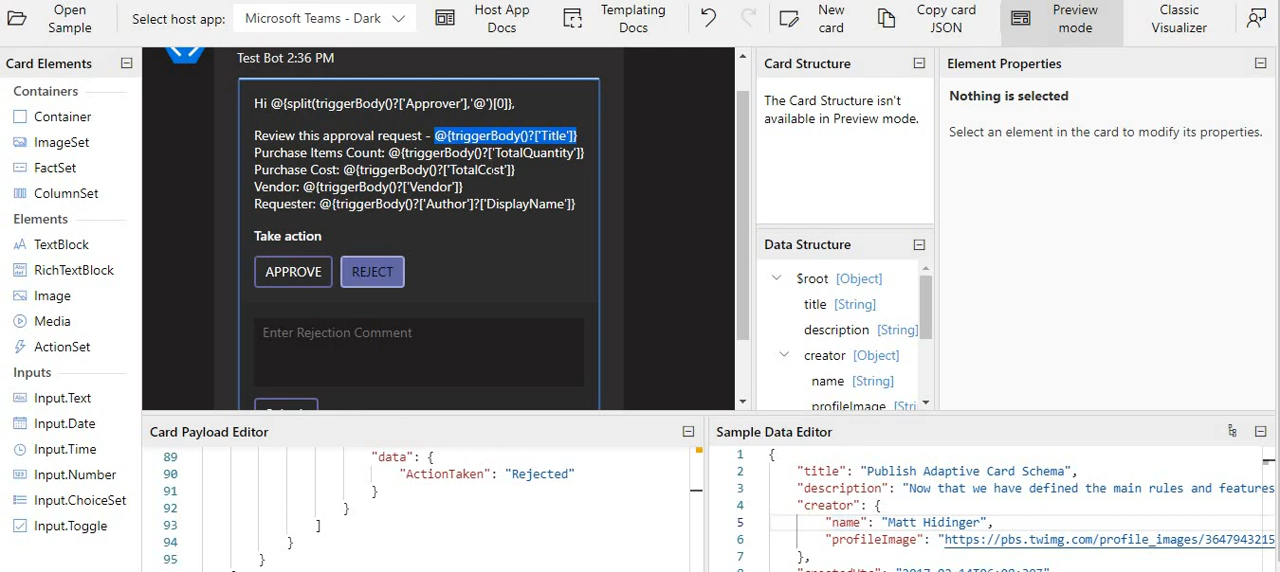 Open Sample
Select host app:
Microsoft Teams - Dark
Host App Docs
Templating Docs
New card
Copy card JSON
Preview mode
Classic Visualizer
Card Elements
Containers
Container
ImageSet
FactSet
ColumnSet
Elements
TextBlock
RichTextBlock
Image
Media
ActionSet
Inputs
Input.Text
Input.Date
Input.Time
Input.Number
Input.ChoiceSet
Input.Toggle
Test Bot 2:36 PM
Hi @{split(triggerBody()?['Approver'],'@')[0]},
Review this approval request - @{triggerBody()?['Title']}
Purchase Items Count: @{triggerBody()?['TotalQuantity']}
Purchase Cost: @{triggerBody()?['TotalCost']}
Vendor: @{triggerBody()?['Vendor']}
Requester: @{triggerBody()?['Author']?['DisplayName']}
Take action
APPROVE
REJECT
Enter Rejection Comment
Card Structure
The Card Structure isn't
available in Preview mode.
Data Structure
$root [Object]
title [String]
description [String]
creator [Object]
name [String]
profileImage [Stri
Element Properties
Nothing is selected
Select an element in the card to modify its properties.
Card Payload Editor
89 "data": {
90 "ActionTaken": "Rejected"
91 }
92 }
93 ]
94 }
95 }
Sample Data Editor
1 {
2 "title": "Publish Adaptive Card Schema",
3 "description": "Now that we have defined the main rules and features
4 "creator": {
5 "name": "Matt Hidinger",
6 "profileImage": "https://pbs.twimg.com/profile_images/3647943215
7 },